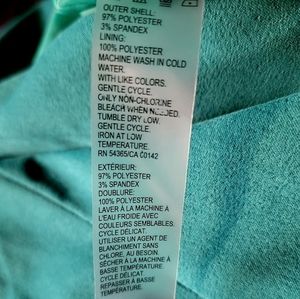 OUTER SHELL:
97% POLYESTER
3% SPANDEX
LINING:
100% POLYESTER
MACHINE WASH IN COLD
WATER.
WITH LIKE COLORS.
GENTLE CYCLE.
ONLY NON-CHLORINE
BLEACH WHEN NEEDED.
TUMBLE DRY LOW.
IRON AT LOW
TEMPERATURE.
RN 54365/CA 00142
EXTÉRIEUR:
97% POLYESTER
3% SPANDEX
DOUBLURE:
100% POLYESTER
LAVER À LA MACHINE À
L'EAU FROIDE AVEC
COULEURS SEMBLABLES.
CYCLE DÉLICAT.
UTILISER UN AGENT DE
BLANCHIMENT SANS
CHLORE, AU BESOIN.
SÉCHER À LA MACHINE À
BASSE TEMPÉRATURE.
CYCLE DÉLICAT.
REPASSER À BASSE
TEMPÉRATURE.